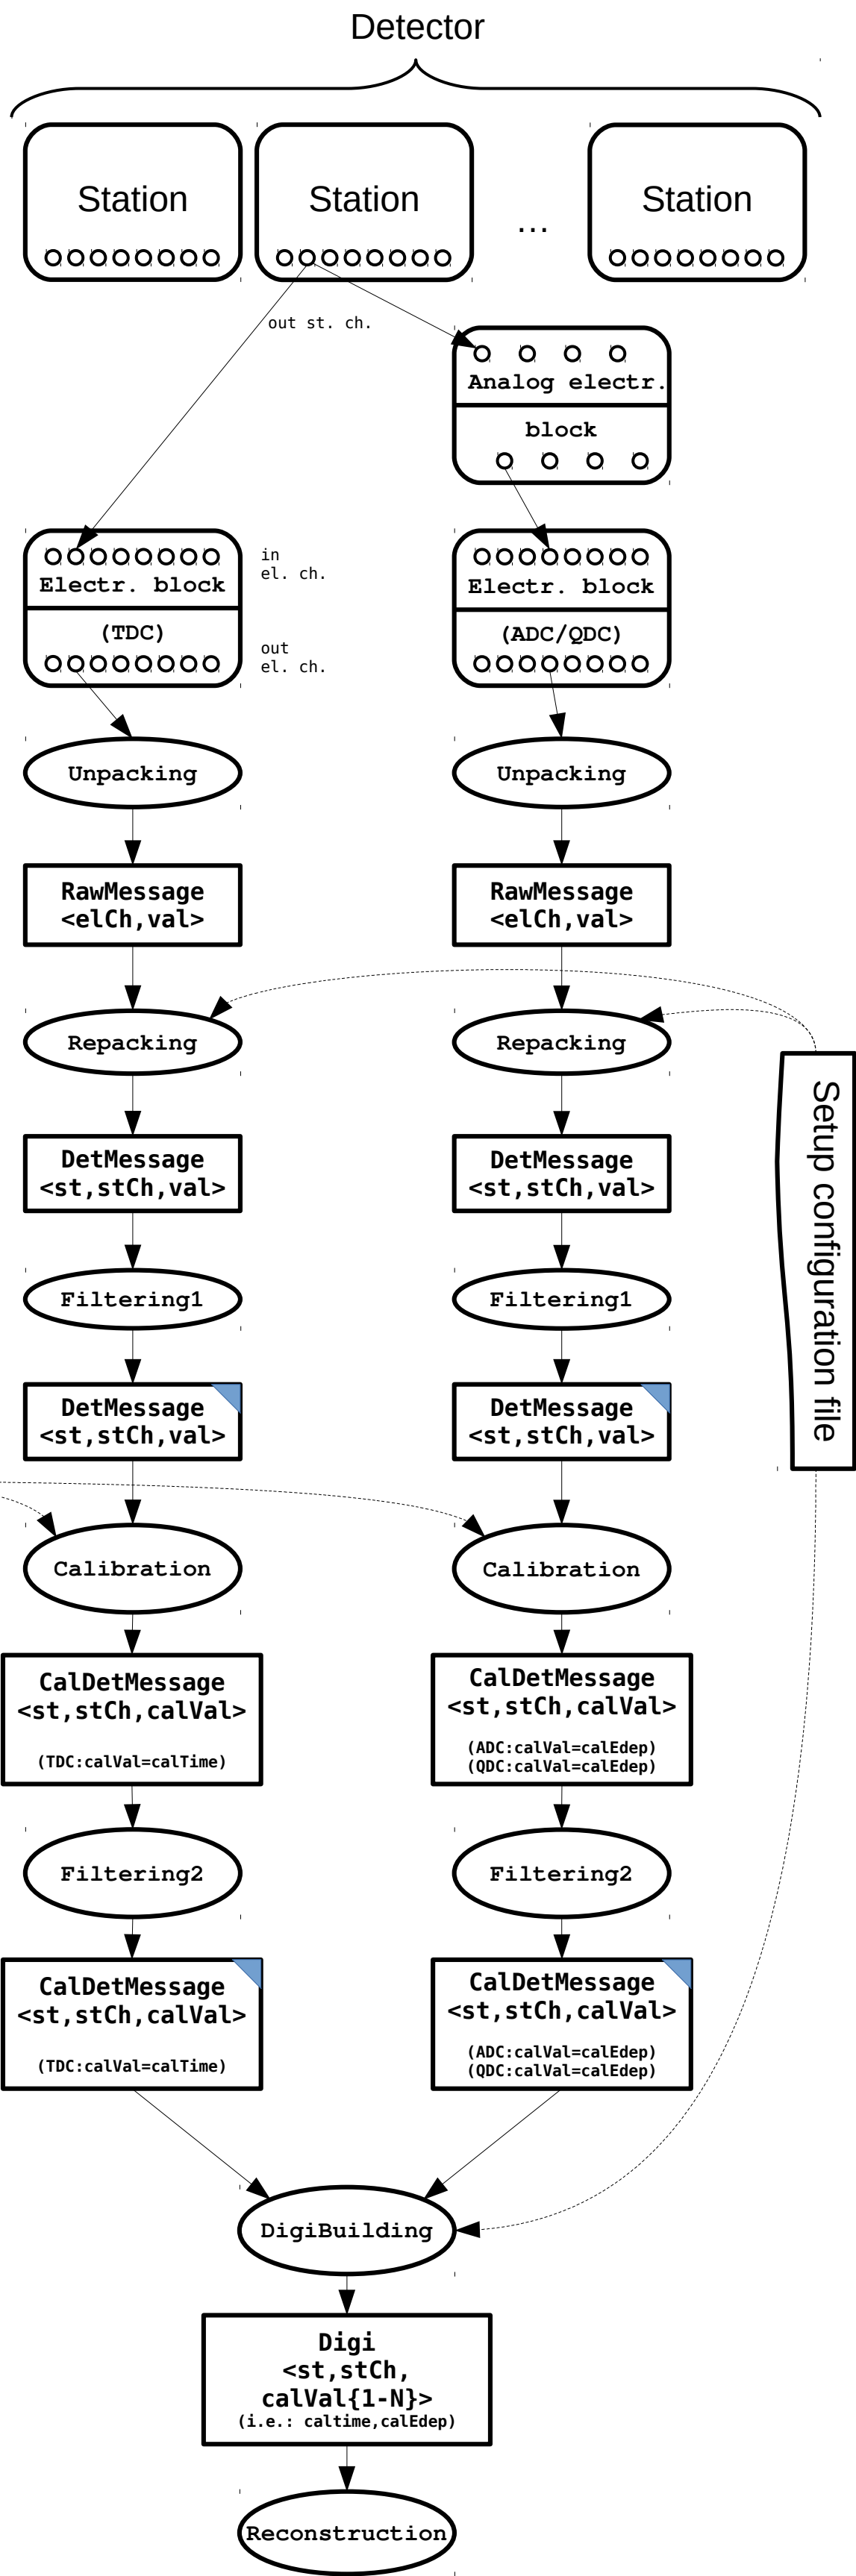 Detector
Station
Station
...
Station
out st. ch.
Analog electr.
block
Electr. block
(TDC)
in
el. ch.
out
el. ch.
Electr. block
(ADC/QDC)
Unpacking
Unpacking
RawMessage
<elCh,val>
RawMessage
<elCh,val>
Repacking
Repacking
Setup configuration file
DetMessage
<st,stCh,val>
DetMessage
<st,stCh,val>
Filtering1
Filtering1
DetMessage
<st,stCh,val>
DetMessage
<st,stCh,val>
Calibration
Calibration
CalDetMessage
<st,stCh,calVal>
(TDC:calVal=calTime)
CalDetMessage
<st,stCh,calVal>
(ADC:calVal=calEdep)
(QDC:calVal=calEdep)
Filtering2
Filtering2
CalDetMessage
<st,stCh,calVal>
(TDC:calVal=calTime)
CalDetMessage
<st,stCh,calVal>
(ADC:calVal=calEdep)
(QDC:calVal=calEdep)
DigiBuilding
Digi
<st,stCh,
calVal{1-N}>
(i.e.: caltime,calEdep)
Reconstruction